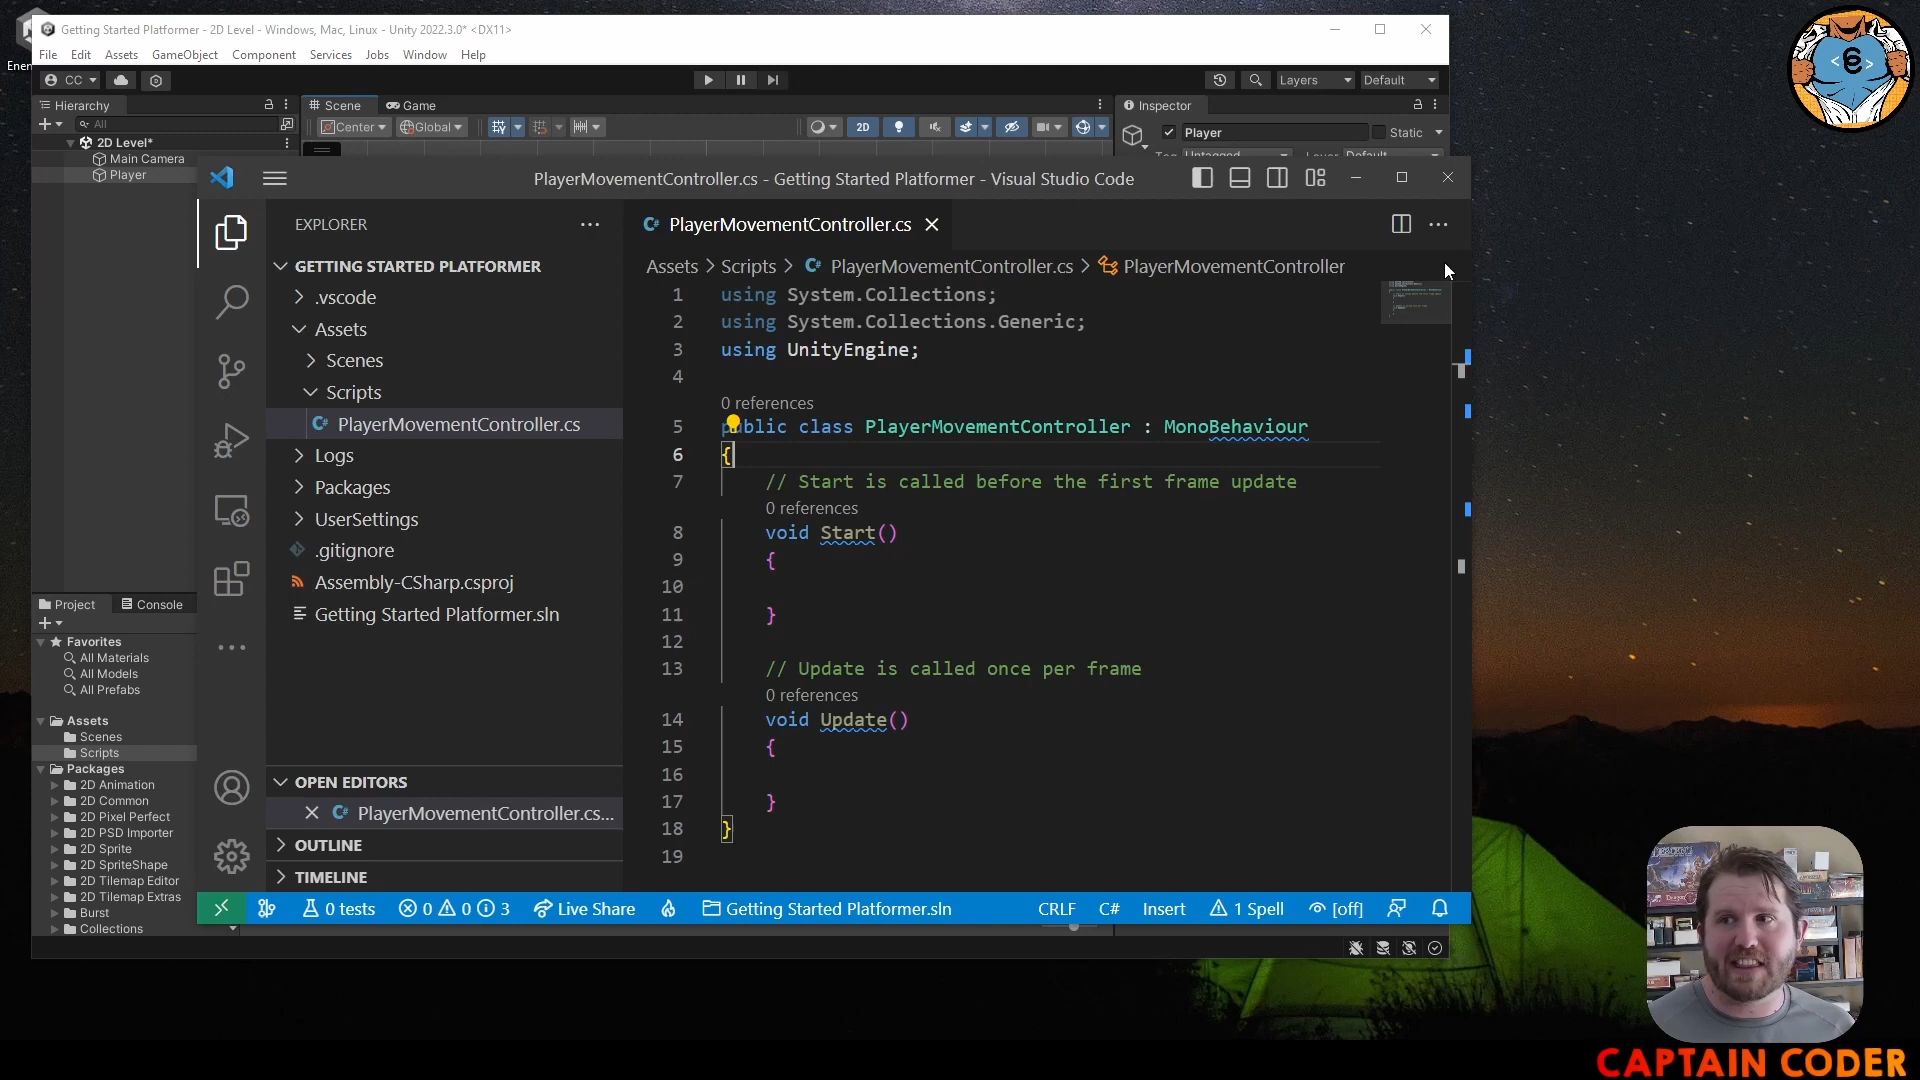 Getting Started Platformer - 2D Level - Windows, Mac, Linux - Unity 2022.3.0* <DX11>
File Edit Assets GameObject Component Services Jobs Window Help
CC Layers Default
Hierarchy Scene Game Inspector
All Center Global 2D Player Static
2D Level*
Main Camera
Player
PlayerMovementController.cs - Getting Started Platformer - Visual Studio Code
EXPLORER
GETTING STARTED PLATFORMER
.vscode
Assets
Scenes
Scripts
PlayerMovementController.cs
Logs
Packages
UserSettings
.gitignore
Assembly-CSharp.csproj
Getting Started Platformer.sln
OPEN EDITORS
PlayerMovementController.cs...
OUTLINE
TIMELINE
PlayerMovementController.cs
Assets > Scripts > PlayerMovementController.cs > PlayerMovementController
1 using System.Collections;
2 using System.Collections.Generic;
3 using UnityEngine;
4
0 references
5 public class PlayerMovementController : MonoBehaviour
6 {
7 // Start is called before the first frame update
0 references
8 void Start()
9 {
10
11 }
12
13 // Update is called once per frame
0 references
14 void Update()
15 {
16
17 }
18 }
19
0 tests 0 0 3 Live Share Getting Started Platformer.sln CRLF C# Insert 1 Spell [off]
Project Console
Favorites
All Materials
All Models
All Prefabs
Assets
Scenes
Scripts
Packages
2D Animation
2D Common
2D Pixel Perfect
2D PSD Importer
2D Sprite
2D SpriteShape
2D Tilemap Editor
2D Tilemap Extras
Burst
Collections
CAPTAIN CODER